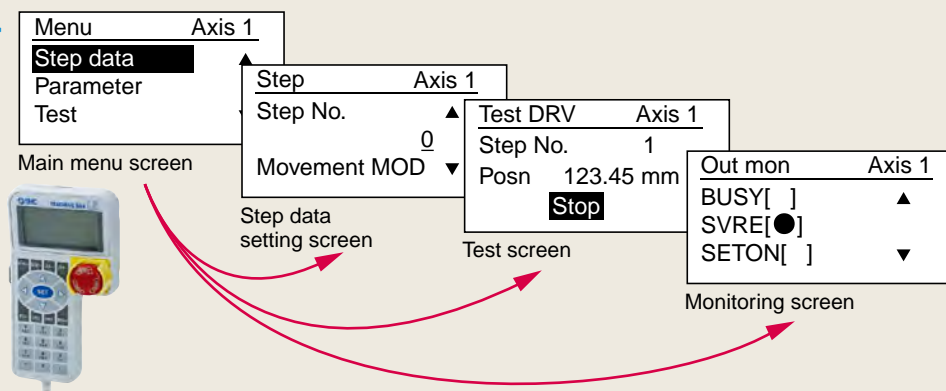 Menu Axis 1
Step data
Parameter
Test
Main menu screen
Step Axis 1
Step No.
0
Movement MOD
Step data
setting screen
Test DRV Axis 1
Step No. 1
Posn 123.45 mm
Stop
Test screen
Out mon Axis 1
BUSY[ ]
SVRE[●]
SETON[ ]
Monitoring screen
SMC
SET